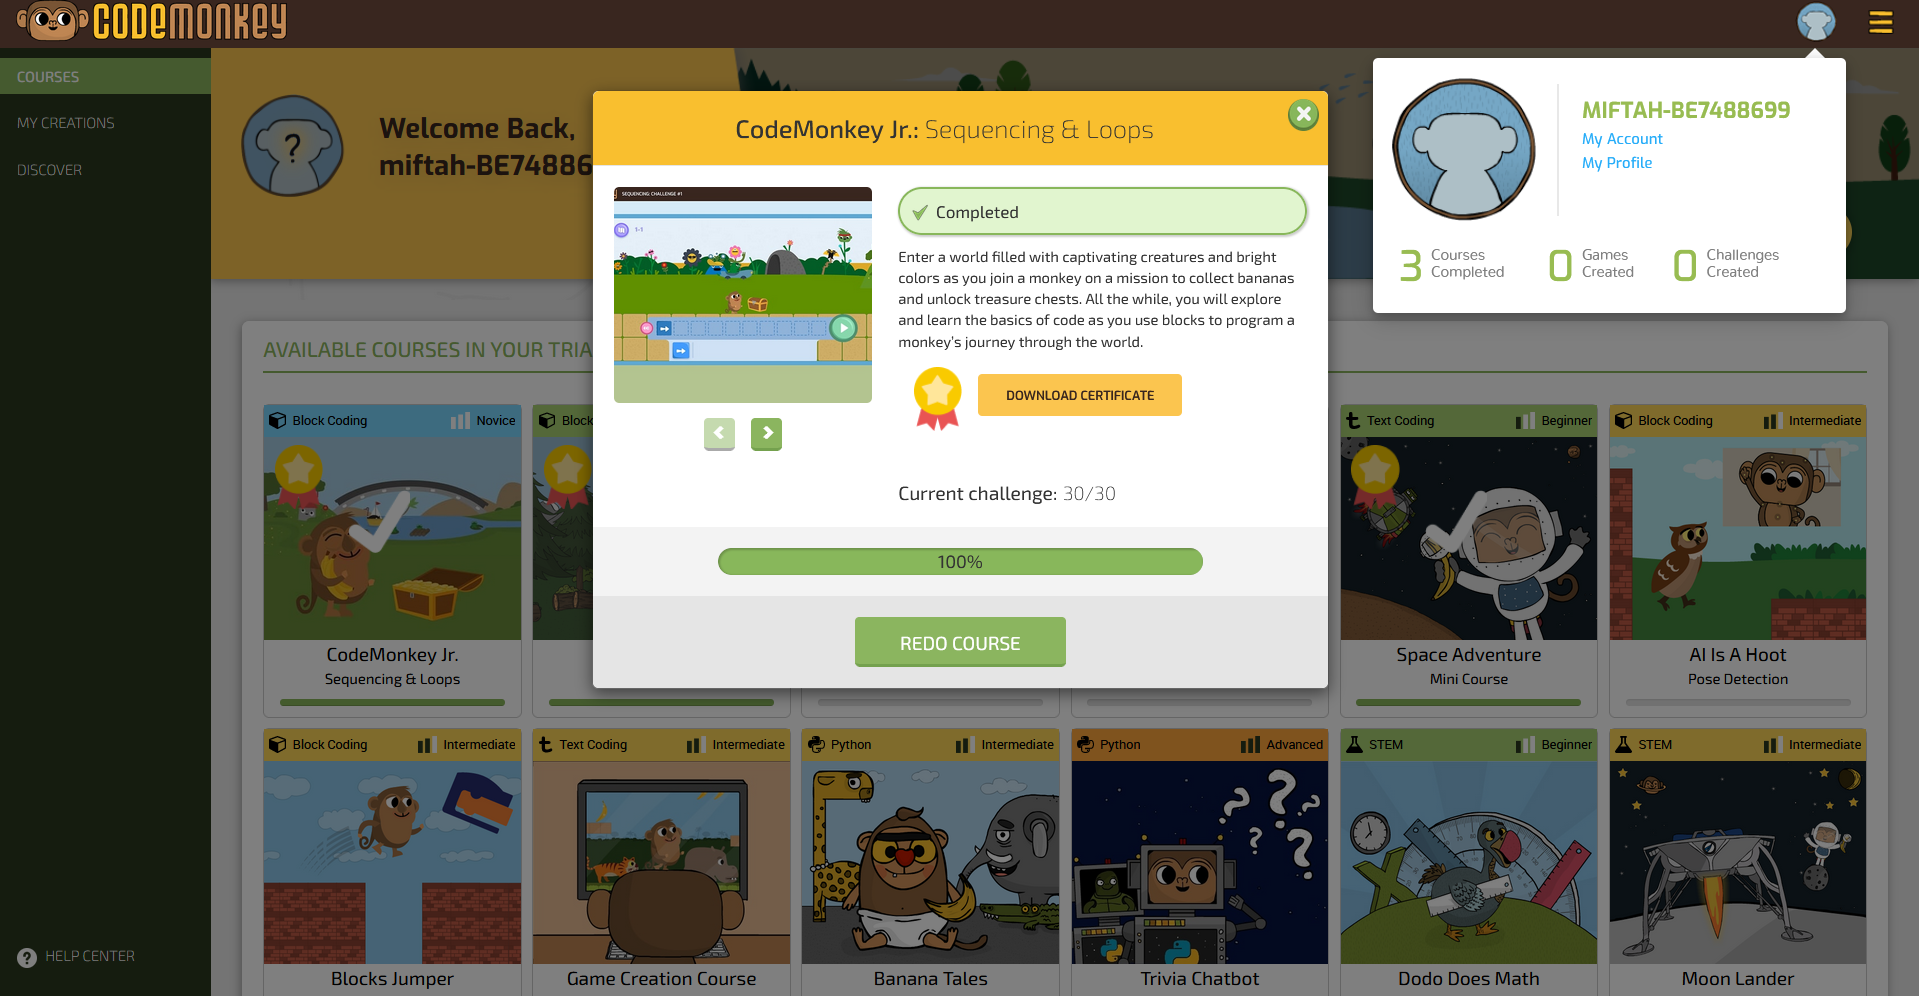 CODEMONKEY
COURSES
MY CREATIONS
DISCOVER
HELP CENTER
?
Welcome Back,
miftah-BE74886
MIFTAH-BE7488699
My Account
My Profile
3 Courses Completed
0 Games Created
0 Challenges Created
CodeMonkey Jr.: Sequencing & Loops
SEQUENCING: CHALLENGE #1
1-1
Completed
Enter a world filled with captivating creatures and bright
colors as you join a monkey on a mission to collect bananas
and unlock treasure chests. All the while, you will explore
and learn the basics of code as you use blocks to program a
monkey's journey through the world.
DOWNLOAD CERTIFICATE
Current challenge: 30/30
100%
REDO COURSE
AVAILABLE COURSES IN YOUR TRIA
Block Coding Novice
CodeMonkey Jr.
Sequencing & Loops
Block
Text Coding Beginner
Space Adventure
Mini Course
Block Coding Intermediate
AI Is A Hoot
Pose Detection
Block Coding Intermediate
Blocks Jumper
Text Coding Intermediate
Game Creation Course
Python Intermediate
Banana Tales
Python Advanced
Trivia Chatbot
STEM Beginner
Dodo Does Math
STEM Intermediate
Moon Lander